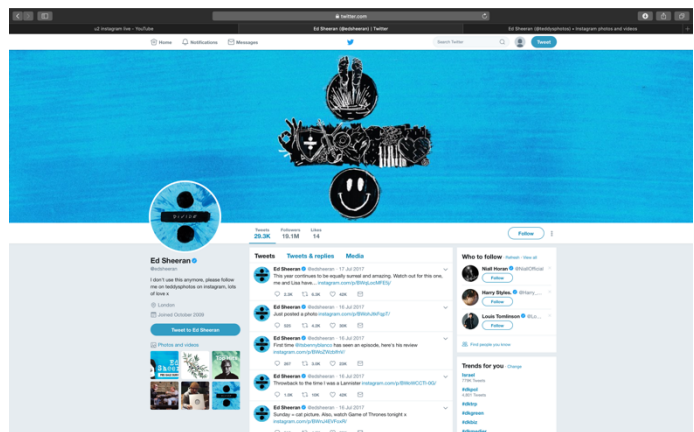 twitter.com
Instagram live - YouTube
Ed Sheeran (@edsheeran) | Twitter
Ed Sheeran (@teddysphotos) • Instagram photos and videos
Home
Notifications
Messages
Search Twitter
Tweet
DIVIDE
Tweets
Followers
Likes
29.3K
19.1M
14
Follow
Ed Sheeran
@edsheeran
I don't use this anymore, please follow
me on teddysphotos on instagram, lots
of love x
London
Joined October 2008
Tweet to Ed Sheeran
Photos and videos
Tweets
Tweets & replies
Media
Ed Sheeran @edsheeran · 17 Jul 2017
This year continues to be equally surreal and amazing. Watch out for this one,
me and Lisa have...
Ed Sheeran @edsheeran · 16 Jul 2017
Just posted a photo
Ed Sheeran @edsheeran · 16 Jul 2017
First time @itsbennyblanco has seen an episode, here's his review
Ed Sheeran @edsheeran · 16 Jul 2017
Throwback to the time I was a Lannister
Ed Sheeran @edsheeran · 16 Jul 2017
Sunday = cat picture. Also, watch Game of Thrones tonight x
Who to follow
Refresh · View all
Niall Horan @NiallOfficial
Follow
Harry Styles. @Harry_...
Follow
Louis Tomlinson @Lo...
Follow
Find people you know
Trends for you · Change
Israel
#dkpol
#dkgreen
#dkbiz